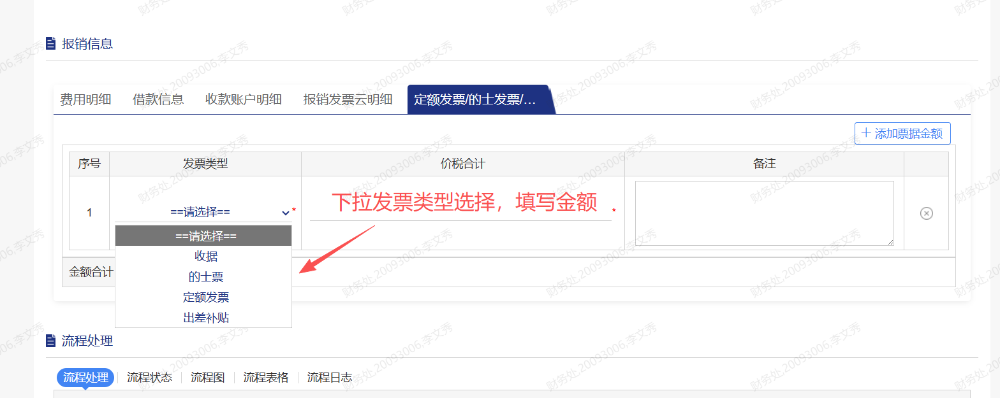 报销信息
费用明细 借款信息 收款账户明细 报销发票云明细 定额发票/的士发票/...
+ 添加票据金额
序号 发票类型 价税合计 备注
下拉发票类型选择，填写金额
1 ==请选择== * *
==请选择==
收据
的士票
金额合计
定额发票
出差补贴
流程处理
流程处理 流程状态 流程图 流程表格 流程日志
财务处,20093006,李文秀